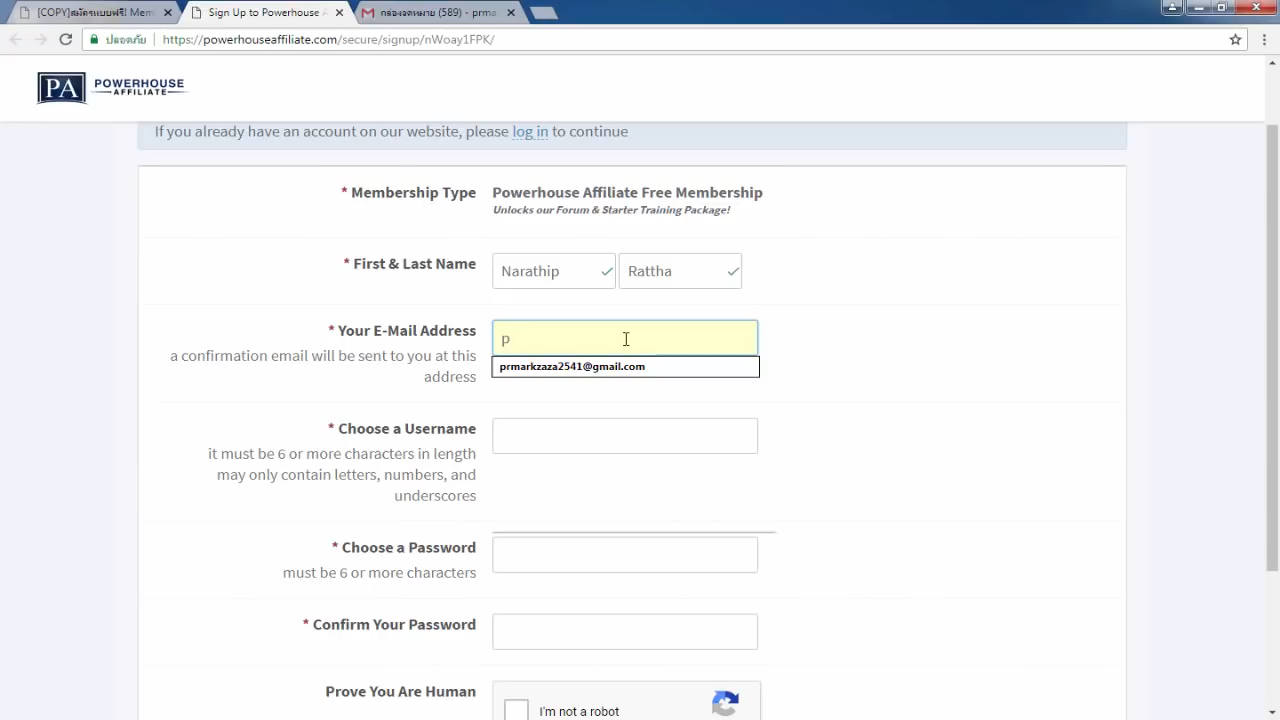 [COPY]สมัครแบบฟรี! Mem
Sign Up to Powerhouse A
กล่องจดหมาย (589) - prma
ปลอดภัย
https://powerhouseaffiliate.com/secure/signup/nWoay1FPK/
PA POWERHOUSE
AFFILIATE
If you already have an account on our website, please log in to continue
* Membership Type
Powerhouse Affiliate Free Membership
Unlocks our Forum & Starter Training Package!
* First & Last Name
Narathip
Rattha
* Your E-Mail Address
a confirmation email will be sent to you at this
address
p
prmarkzaza2541@gmail.com
* Choose a Username
it must be 6 or more characters in length
may only contain letters, numbers, and
underscores
* Choose a Password
must be 6 or more characters
* Confirm Your Password
Prove You Are Human
I'm not a robot